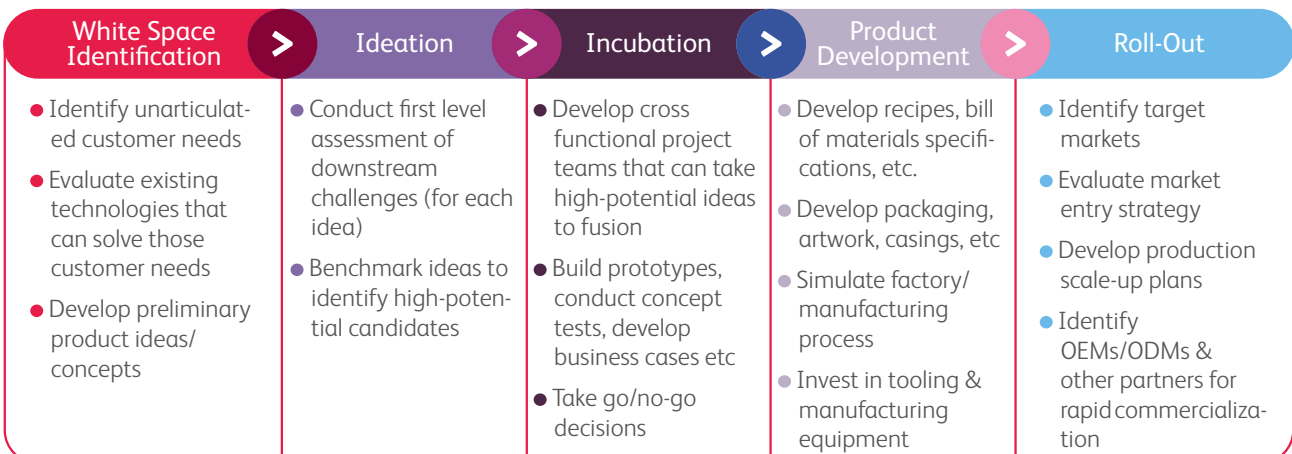 White Space
Identification
>
Ideation
>
Incubation
>
Product
Development
>
Roll-Out
● Identify unarticulat-
ed customer needs
● Evaluate existing
technologies that
can solve those
customer needs
● Develop preliminary
product ideas/
concepts
● Conduct first level
assessment of
downstream
challenges (for each
idea)
● Benchmark ideas to
identify high-poten-
tial candidates
● Develop cross
functional project
teams that can take
high-potential ideas
to fusion
● Build prototypes,
conduct concept
tests, develop
business cases etc
● Take go/no-go
decisions
● Develop recipes, bill
of materials specifi-
cations, etc.
● Develop packaging,
artwork, casings, etc
● Simulate factory/
manufacturing
process
● Invest in tooling &
manufacturing
equipment
● Identify target
markets
● Evaluate market
entry strategy
● Develop production
scale-up plans
● Identify
OEMs/ODMs &
other partners for
rapid commercializa-
tion